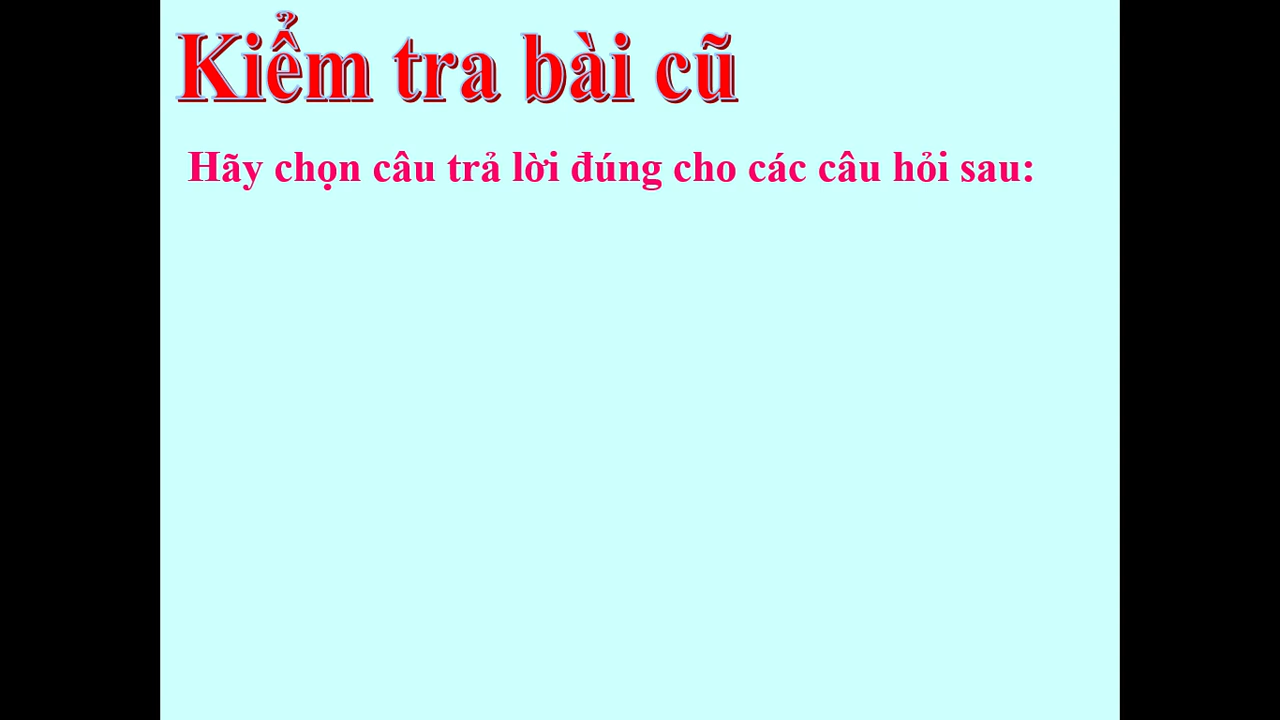 Kiểm tra bài cũ
Hãy chọn câu trả lời đúng cho các câu hỏi sau: